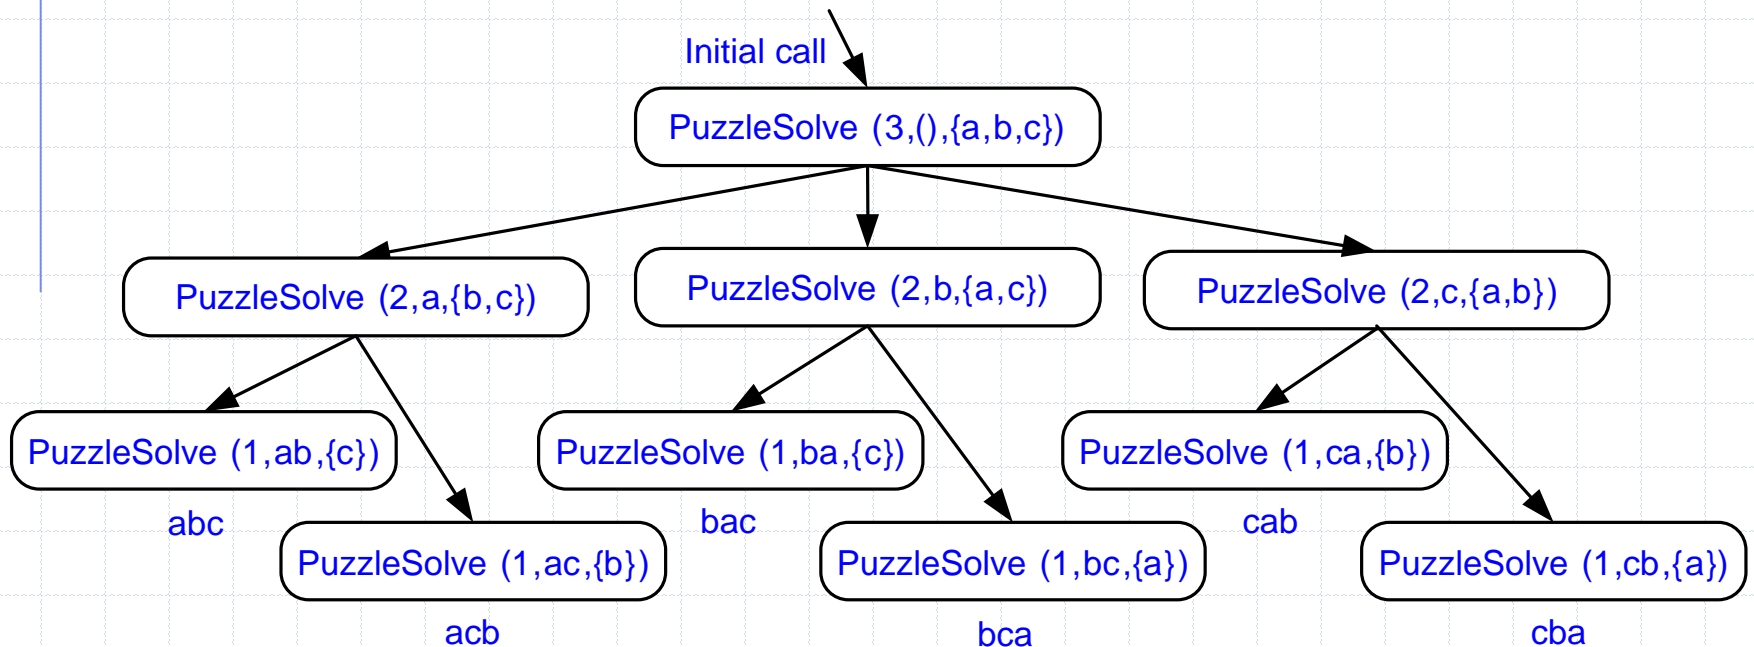 Initial call
PuzzleSolve (3,(),{a,b,c})
PuzzleSolve (2,a,{b,c})
PuzzleSolve (2,b,{a,c})
PuzzleSolve (2,c,{a,b})
PuzzleSolve (1,ab,{c})
PuzzleSolve (1,ba,{c})
PuzzleSolve (1,ca,{b})
abc
bac
cab
PuzzleSolve (1,ac,{b})
PuzzleSolve (1,bc,{a})
PuzzleSolve (1,cb,{a})
acb
bca
cba